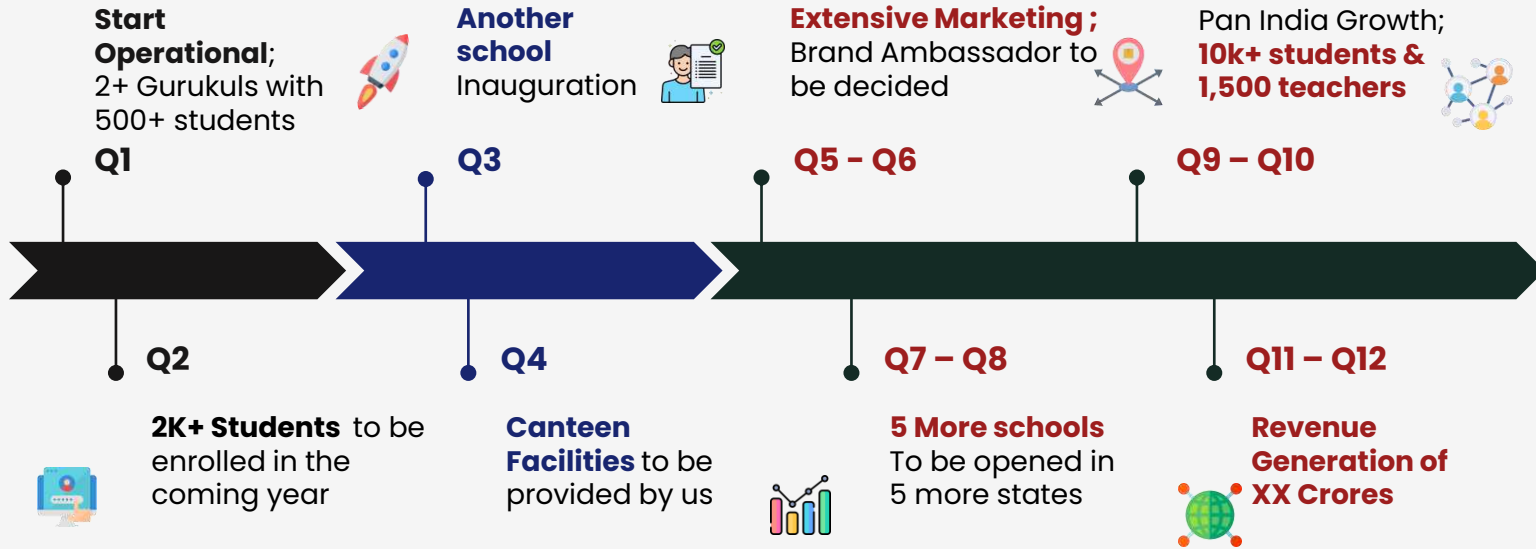 Start
Operational;
2+ Gurukuls with
500+ students
Q1
Another
school
Inauguration
Q3
Extensive Marketing ;
Brand Ambassador to
be decided
Q5 - Q6
Pan India Growth;
10k+ students &
1,500 teachers
Q9 – Q10
Q2
2K+ Students to be
enrolled in the
coming year
Q4
Canteen
Facilities to be
provided by us
Q7 – Q8
5 More schools
To be opened in
5 more states
Q11 – Q12
Revenue
Generation of
XX Crores